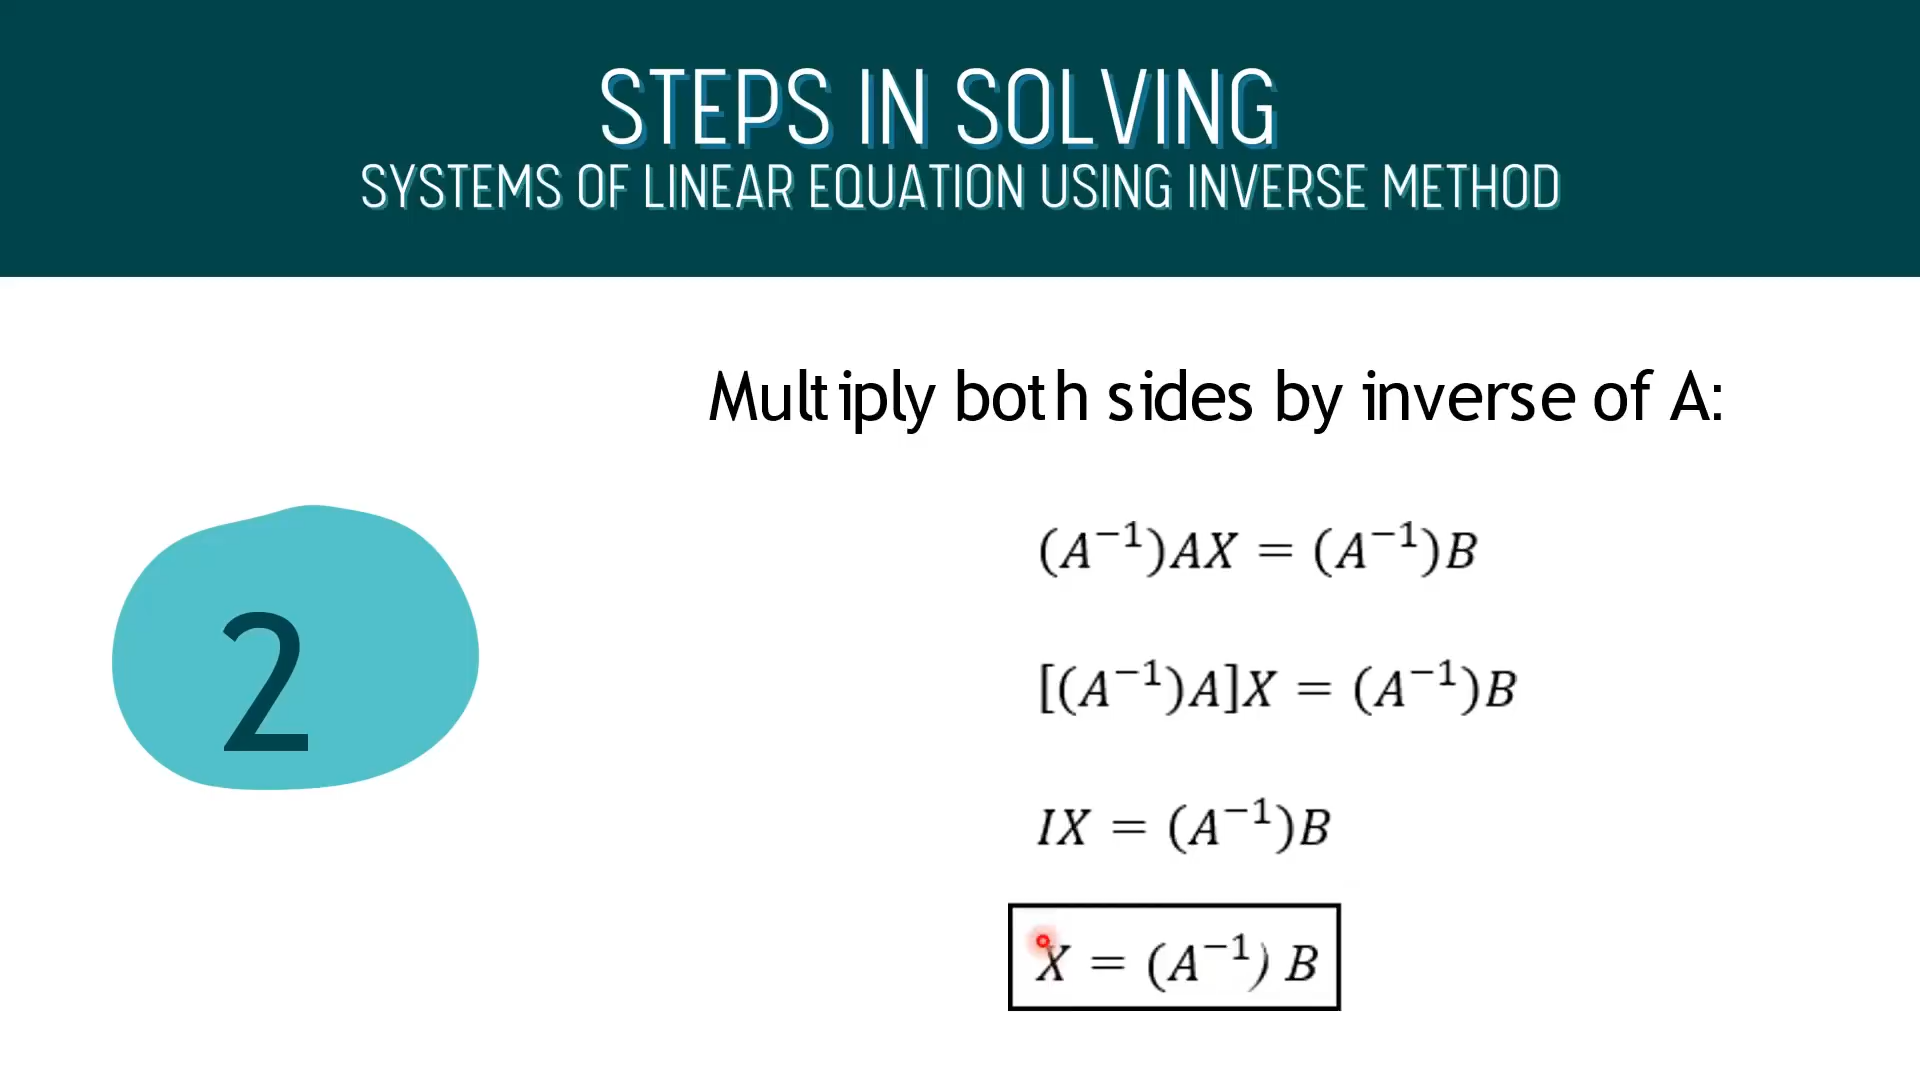 STEPS IN SOLVING
SYSTEMS OF LINEAR EQUATION USING INVERSE METHOD
Multiply both sides by inverse of A:
2
(A⁻¹)AX = (A⁻¹)B
[(A⁻¹)A]X = (A⁻¹)B
IX = (A⁻¹)B
X = (A⁻¹) B